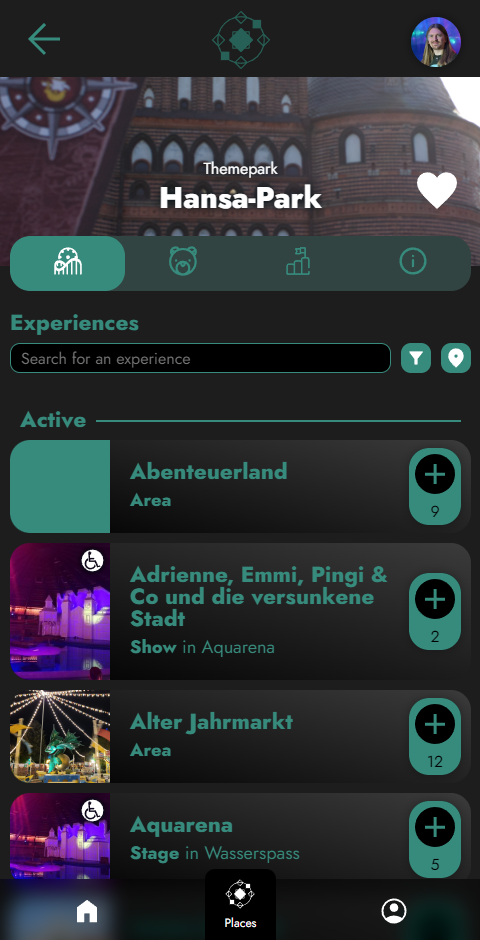 Themepark
Hansa-Park
Experiences
Search for an experience
Active
Abenteuerland
Area
9
Adrienne, Emmi, Pingi &
Co und die versunkene
Stadt
Show in Aquarena
2
Alter Jahrmarkt
Area
12
Aquarena
Stage in Wasserspass
5
Places